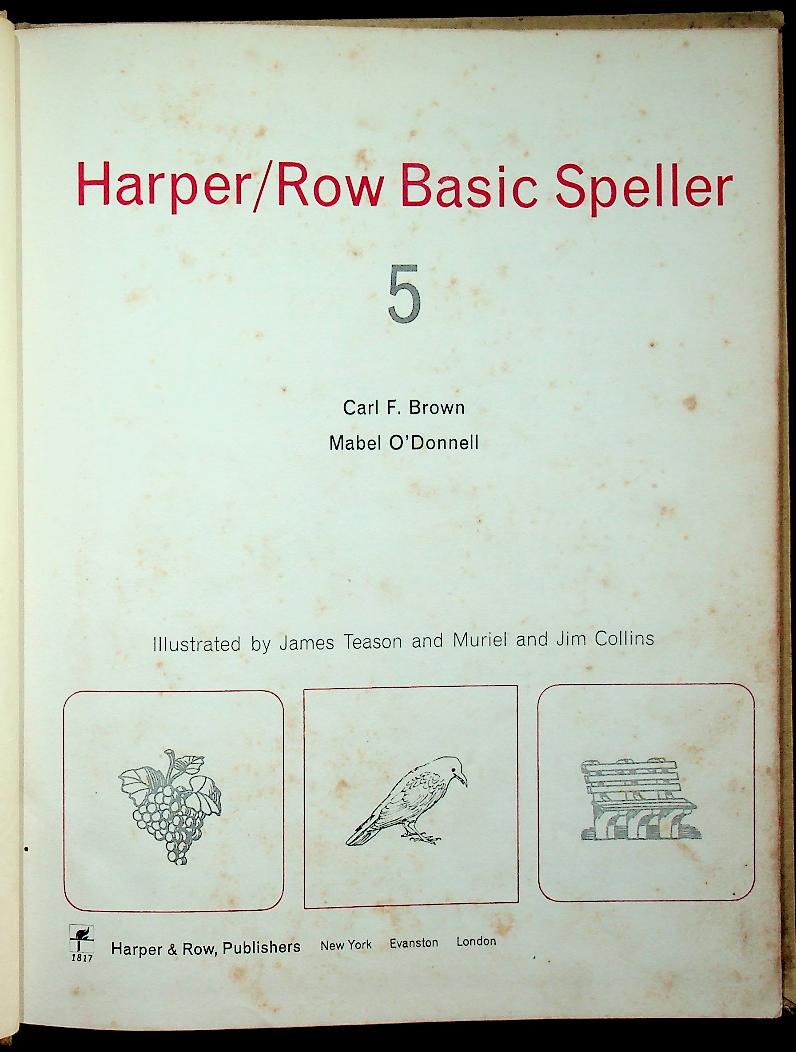 Harper/Row Basic Speller
5
Carl F. Brown
Mabel O'Donnell
Illustrated by James Teason and Muriel and Jim Collins
1817
Harper & Row, Publishers New York Evanston London